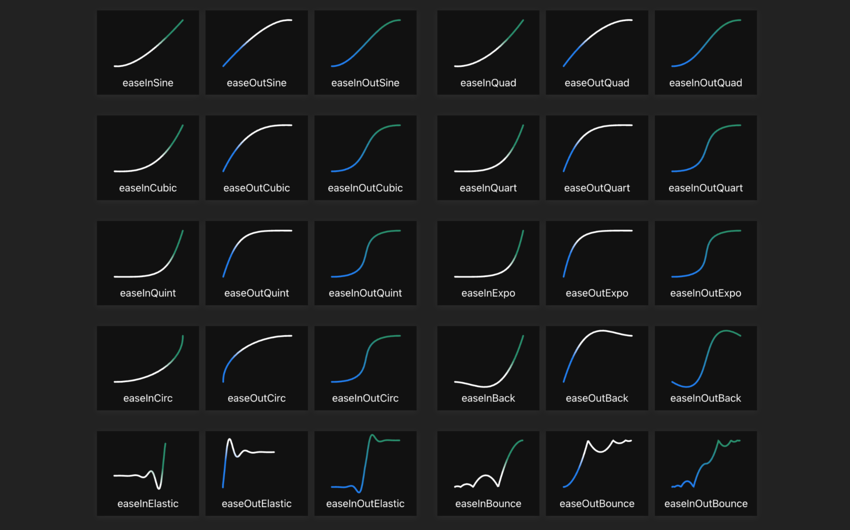 easeInSine
easeOutSine
easeInOutSine
easeInQuad
easeOutQuad
easeInOutQuad
easeInCubic
easeOutCubic
easeInOutCubic
easeInQuart
easeOutQuart
easeInOutQuart
easeInQuint
easeOutQuint
easeInOutQuint
easeInExpo
easeOutExpo
easeInOutExpo
easeInCirc
easeOutCirc
easeInOutCirc
easeInBack
easeOutBack
easeInOutBack
easeInElastic
easeOutElastic
easeInOutElastic
easeInBounce
easeOutBounce
easeInOutBounce